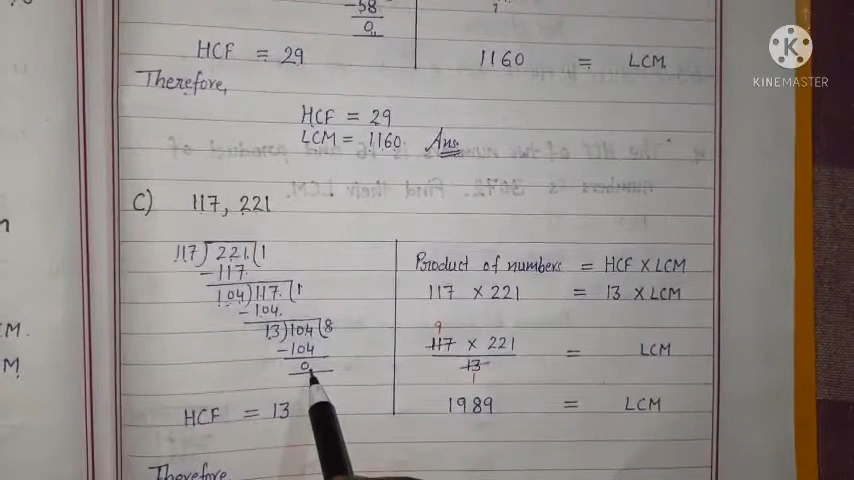 -58
0
HCF = 29
1160 = LCM
Therefore,
HCF = 29
LCM = 1160. Ans
C) 117, 221
117) 221 (1
-117
104) 117 (1
-104
13) 104 (8
-104
0
HCF = 13
Product of numbers = HCF X LCM
117 X 221 = 13 X LCM
9
117 X 221 = LCM
13
1
1989 = LCM
Therefore
CM.
M
K
KINEMASTER